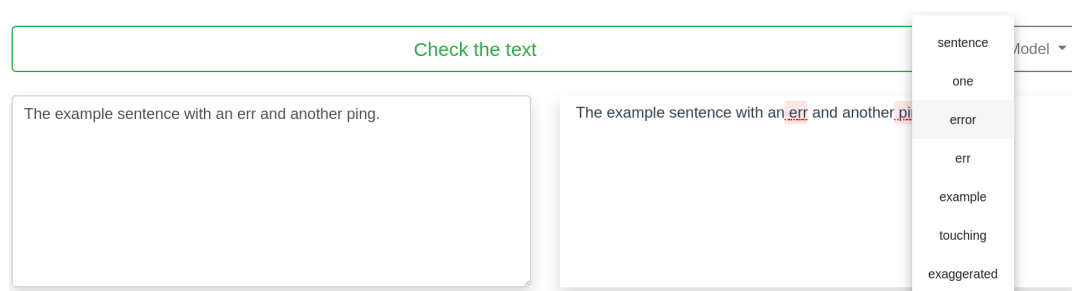 Check the text
Model
The example sentence with an err and another ping.
The example sentence with an err and another
sentence
one
error
err
example
touching
exaggerated